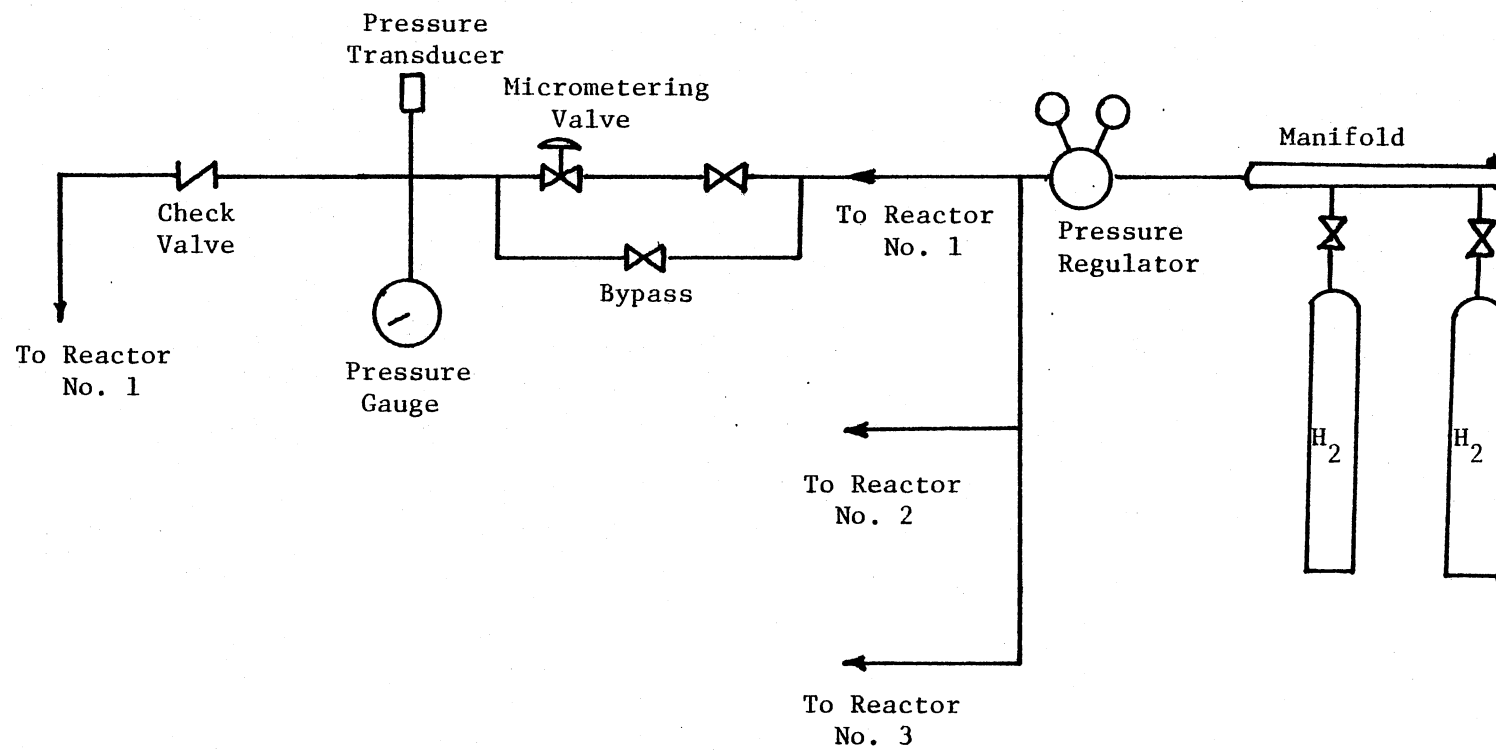 Pressure
Transducer
Micrometering
Valve
Manifold
Check
Valve
To Reactor
No. 1
Pressure
Regulator
Bypass
To Reactor
No. 1
Pressure
Gauge
H2
H2
To Reactor
No. 2
To Reactor
No. 3